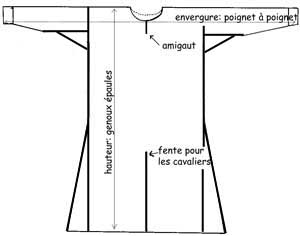 envergure: poignet à poignet
amigaut
hauteur: genoux épaules
fente pour
les cavaliers